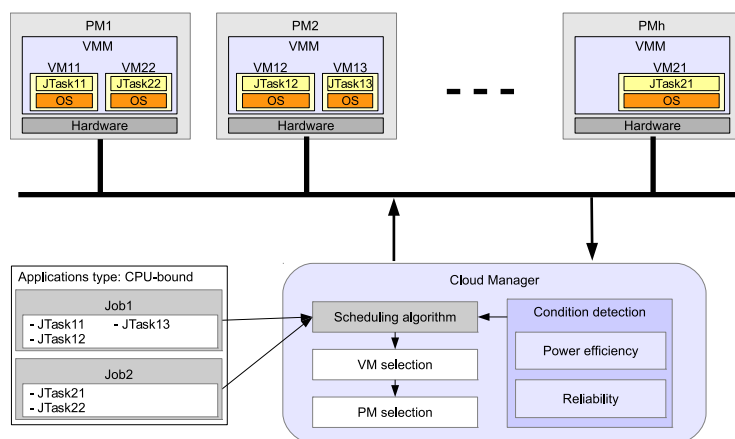 PM1
VMM
VM11 VM22
JTask11 JTask22
OS OS
Hardware
PM2
VMM
VM12 VM13
JTask12 JTask13
OS OS
Hardware
PMh
VMM
VM21
JTask21
OS
Hardware
Applications type: CPU-bound
Job1
- JTask11 - JTask13
- JTask12
Job2
- JTask21
- JTask22
Cloud Manager
Scheduling algorithm
VM selection
PM selection
Condition detection
Power efficiency
Reliability